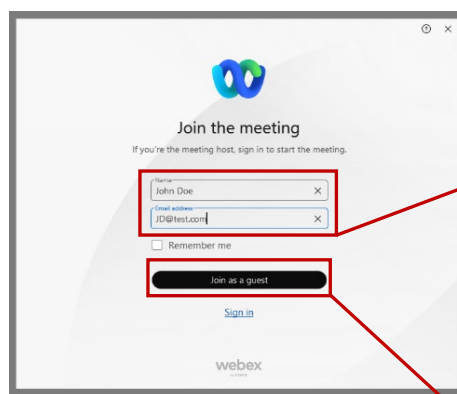 Join the meeting
If you're the meeting host, sign in to start the meeting.
Name
John Doe
Email address
JD@test.com
Remember me
Join as a guest
Sign in
webex